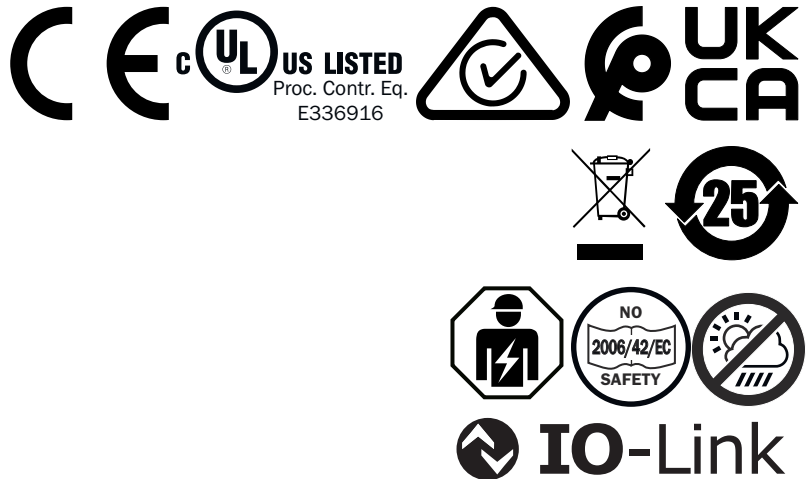 CE
C UL US LISTED
®
Proc. Contr. Eq.
E336916
UK
CA
25
NO
2006/42/EC
SAFETY
IO-Link